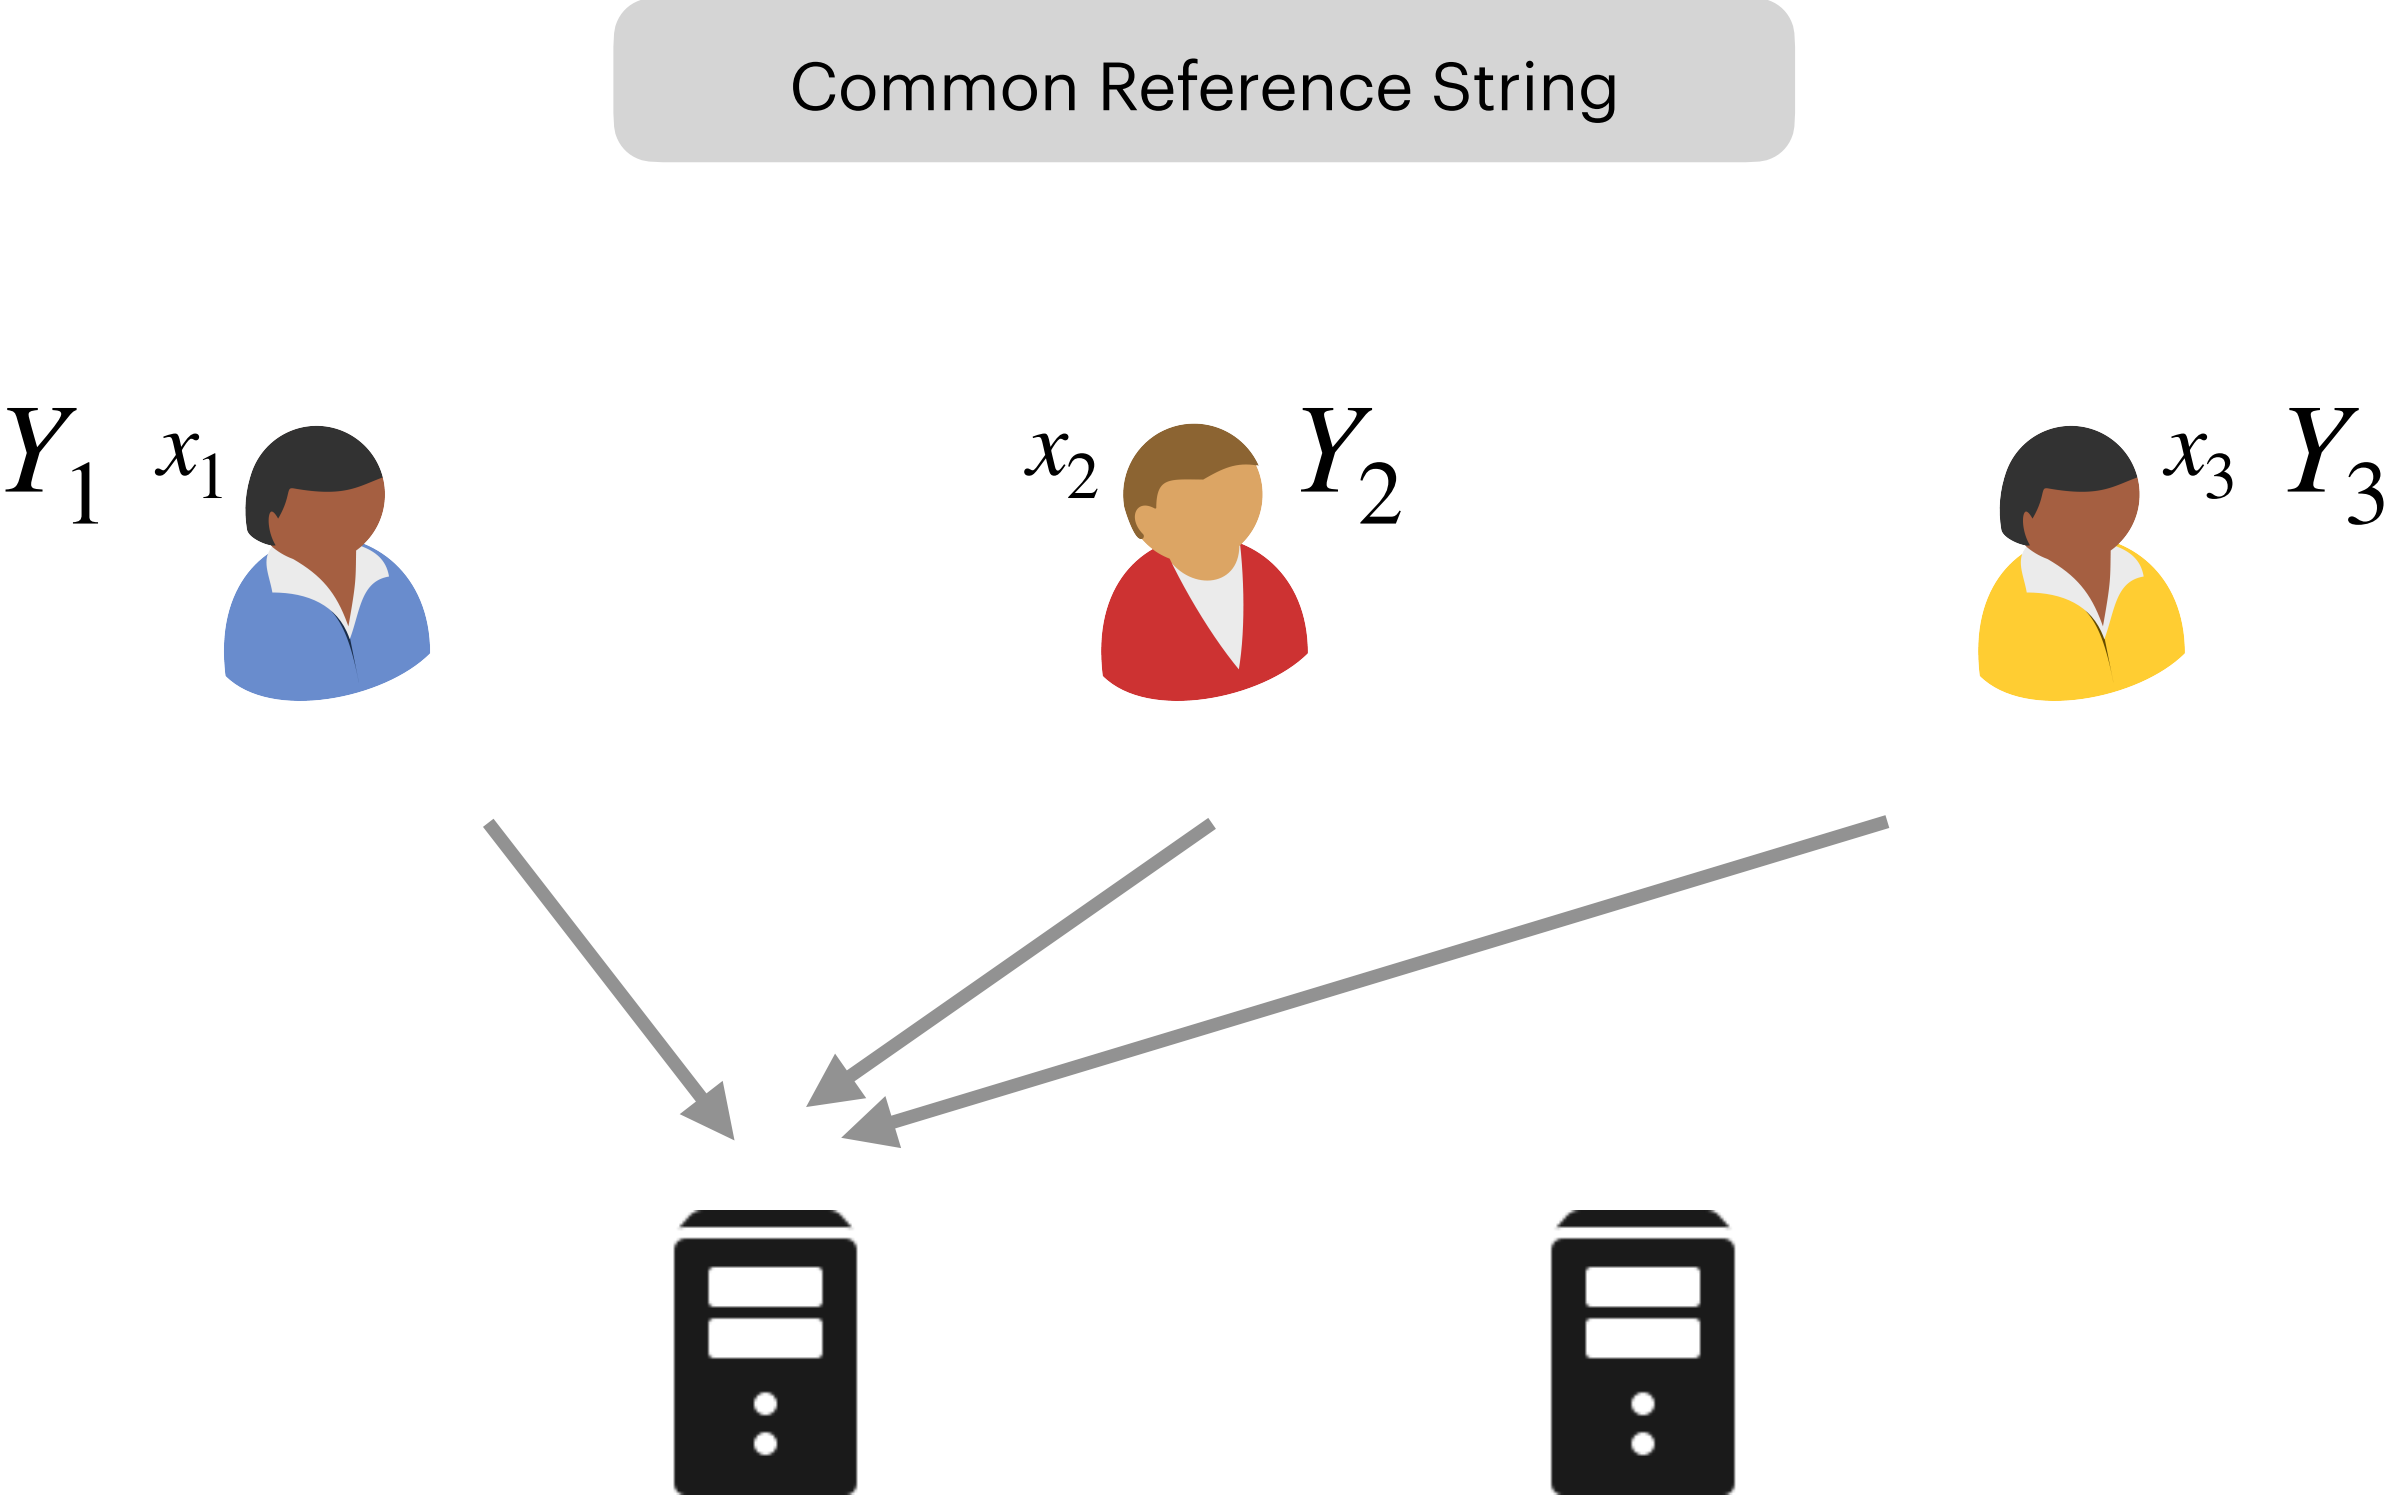 Common Reference String
Y₁ x₁ x₂ Y₂ x₃ Y₃